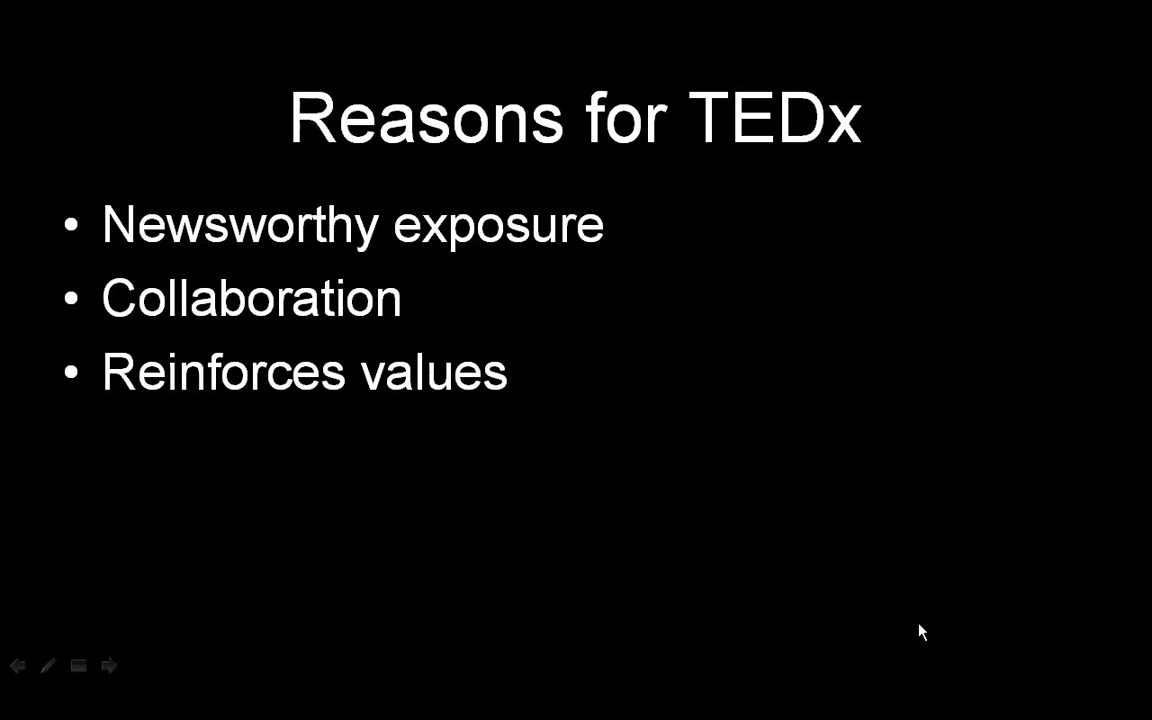 Reasons for TEDx
• Newsworthy exposure
• Collaboration
• Reinforces values